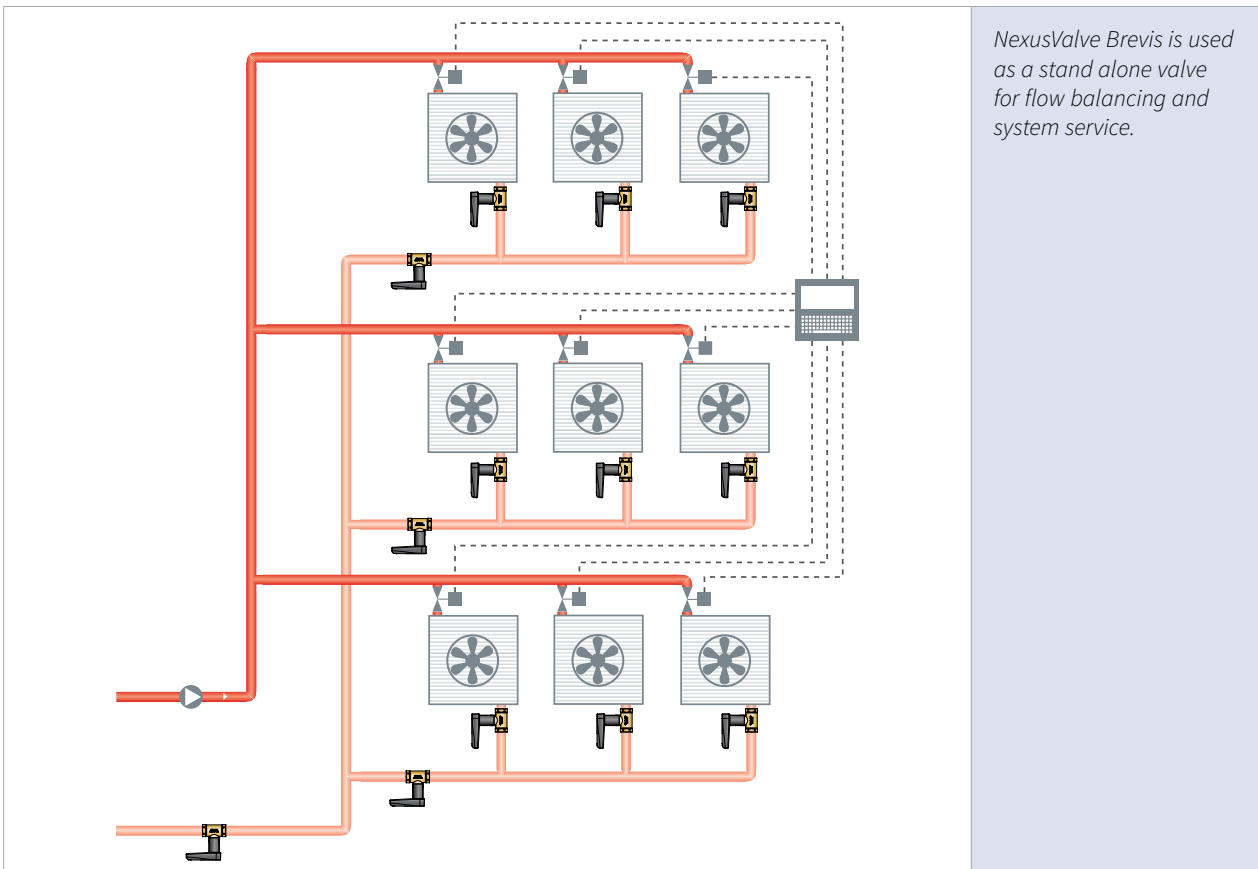 NexusValve Brevis is used
as a stand alone valve
for flow balancing and
system service.